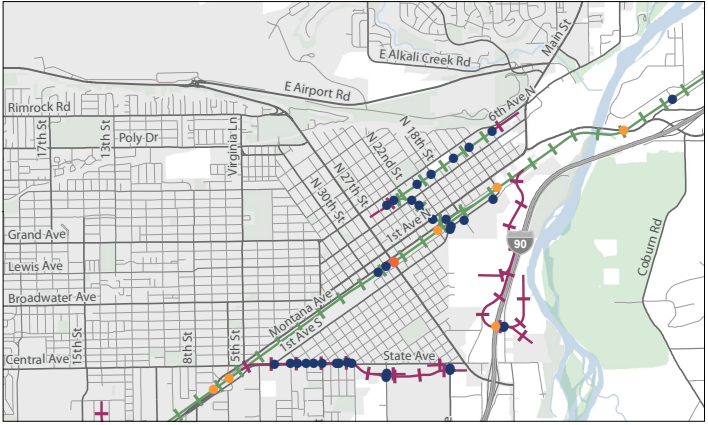 Main St
E Alkali Creek Rd
E Airport Rd
6th Ave N
Rimrock Rd
17th St
13th St
Poly Dr
Virginia Ln
N 18th St
N 22nd St
N 27th St
N 30th St
1st Ave N
Grand Ave
90
Coburn Rd
Lewis Ave
Broadwater Ave
Montana Ave
1st Ave S
15th St
8th St
5th St
Central Ave
State Ave